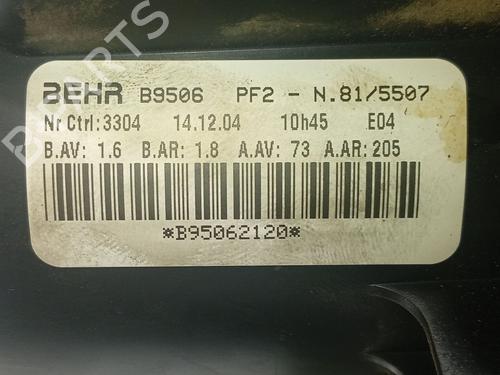 BEHR B9506 PF2 - N.81/5507
Nr Ctrl:3304 14.12.04 10h45 E04
B.AV: 1.6 B.AR: 1.8 A.AV: 73 A.AR: 205
*B95062120*
B PARTS